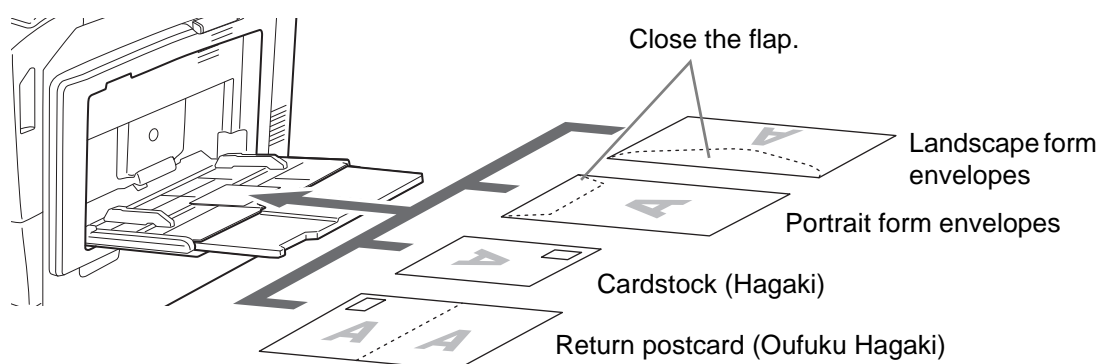 Close the flap.
Landscape form
envelopes
A
Portrait form envelopes
A
Cardstock (Hagaki)
A
Return postcard (Oufuku Hagaki)
A A